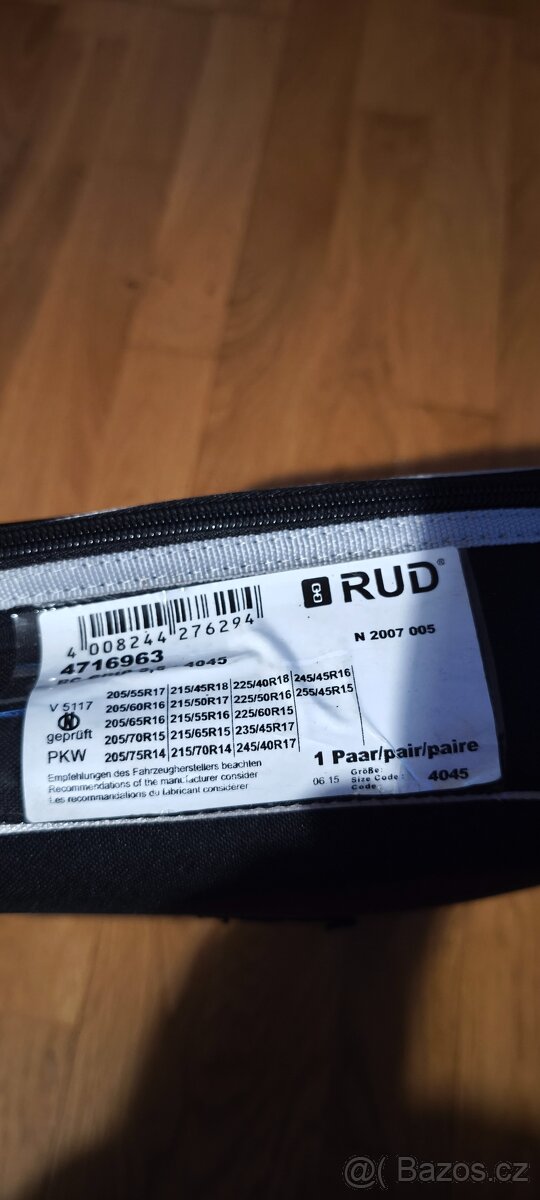 RUD®
4 008244 276294
N 2007 005
4716963
4045
V 5117
geprüft
PKW
205/55R17 215/45R18 225/40R18 245/45R16
205/60R16 215/50R17 225/50R16 255/45R15
205/65R16 215/55R16 225/60R15
205/70R15 215/65R15 235/45R17
205/75R14 215/70R14 245/40R17
1 Paar/pair/paire
Empfehlungen des Fahrzeugherstellers beachten
Recommendations of the manufacturer consider
Les recommandations du fabricant considérer
06 15
Größe
Size Code: 4045
Code
@( Bazos.cz